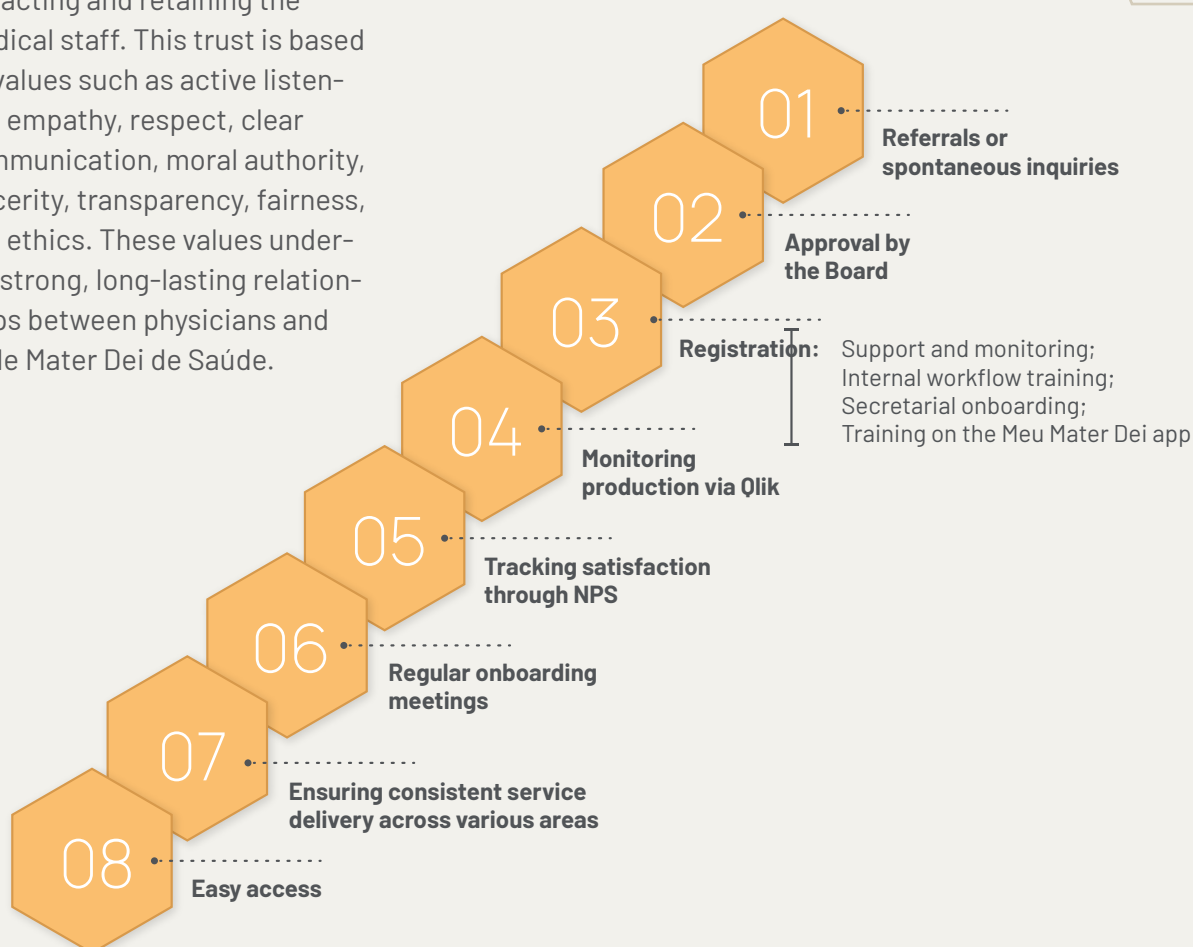 acting and retaining the
dical staff. This trust is based
values such as active listen-
empathy, respect, clear
mmunication, moral authority,
cerity, transparency, fairness,
ethics. These values under-
strong, long-lasting relation-
ps between physicians and
de Mater Dei de Saúde.
01
Referrals or
spontaneous inquiries
02
Approval by
the Board
03
Registration:
Support and monitoring;
Internal workflow training;
Secretarial onboarding;
Training on the Meu Mater Dei app
04
Monitoring
production via Qlik
05
Tracking satisfaction
through NPS
06
Regular onboarding
meetings
07
Ensuring consistent service
delivery across various areas
08
Easy access